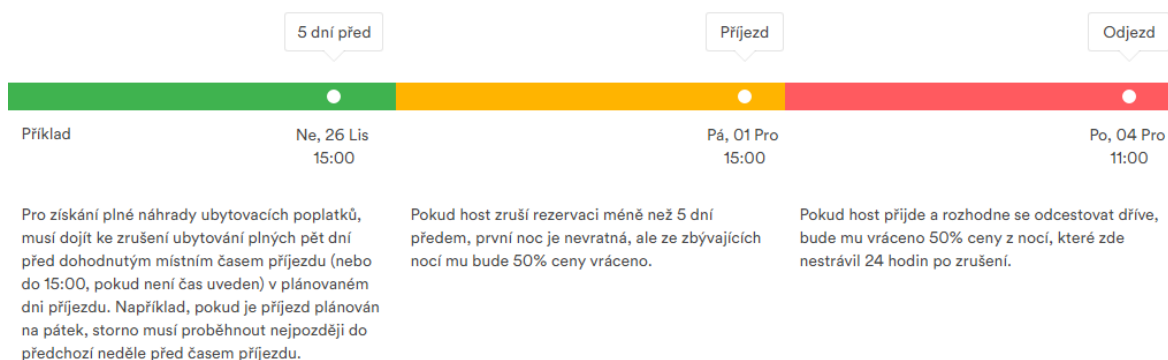 5 dní před
Příjezd
Odjezd
Příklad
Ne, 26 Lis
15:00
Pá, 01 Pro
15:00
Po, 04 Pro
11:00
Pro získání plné náhrady ubytovacích poplatků,
musí dojít ke zrušení ubytování plných pět dní
před dohodnutým místním časem příjezdu (nebo
do 15:00, pokud není čas uveden) v plánovaném
dni příjezdu. Například, pokud je příjezd plánován
na pátek, storno musí proběhnout nejpozději do
předchozí neděle před časem příjezdu.
Pokud host zruší rezervaci méně než 5 dní
předem, první noc je nevratná, ale ze zbývajících
nocí mu bude 50% ceny vráceno.
Pokud host přijde a rozhodne se odcestovat dříve,
bude mu vráceno 50% ceny z nocí, které zde
nestrávil 24 hodin po zrušení.